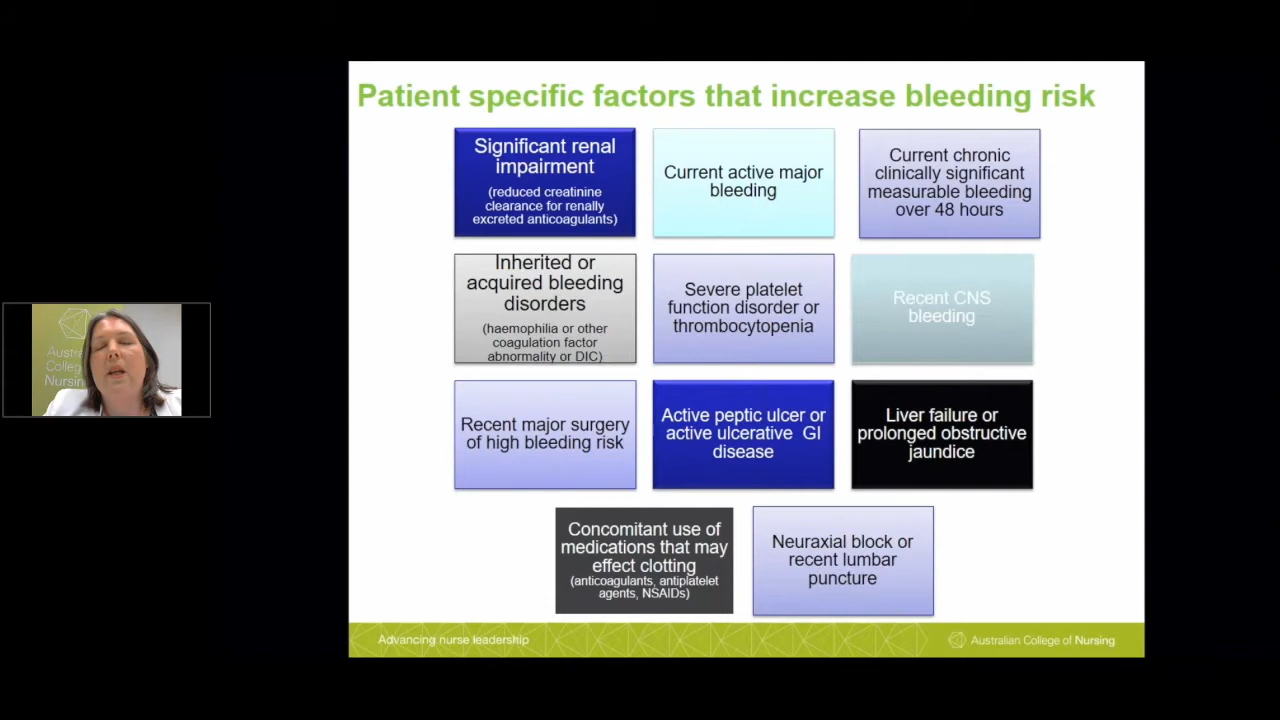 Patient specific factors that increase bleeding risk
Significant renal
impairment
(reduced creatinine
clearance for renally
excreted anticoagulants)
Current active major
bleeding
Current chronic
clinically significant
measurable bleeding
over 48 hours
Inherited or
acquired bleeding
disorders
(haemophilia or other
coagulation factor
abnormality or DIC)
Severe platelet
function disorder or
thrombocytopenia
Recent CNS
bleeding
Recent major surgery
of high bleeding risk
Active peptic ulcer or
active ulcerative GI
disease
Liver failure or
prolonged obstructive
jaundice
Concomitant use of
medications that may
effect clotting
(anticoagulants, antiplatelet
agents, NSAIDs)
Neuraxial block or
recent lumbar
puncture
Advancing nurse leadership
Australian College of Nursing
Colle
Nursing